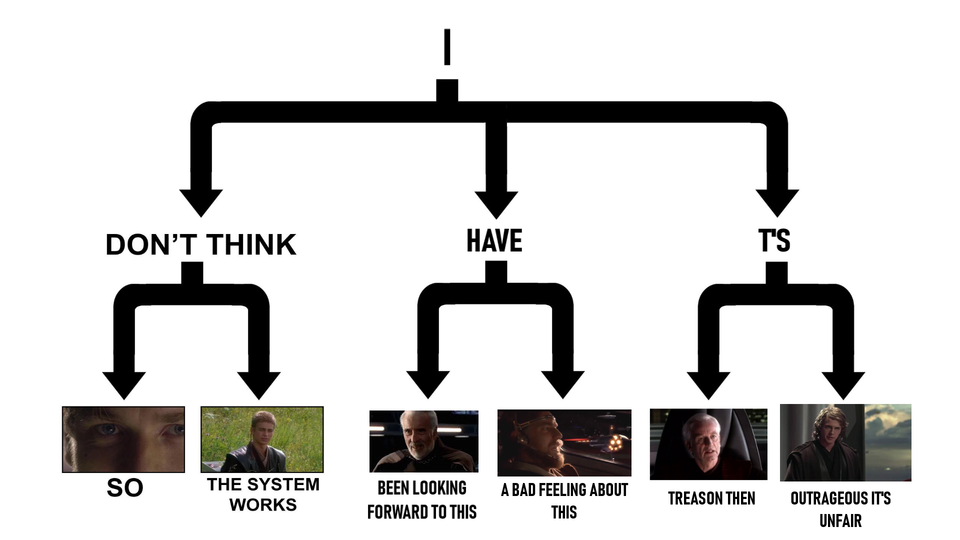 I
DON'T THINK
HAVE
T'S
SO
THE SYSTEM
WORKS
BEEN LOOKING
FORWARD TO THIS
A BAD FEELING ABOUT
THIS
TREASON THEN
OUTRAGEOUS IT'S
UNFAIR